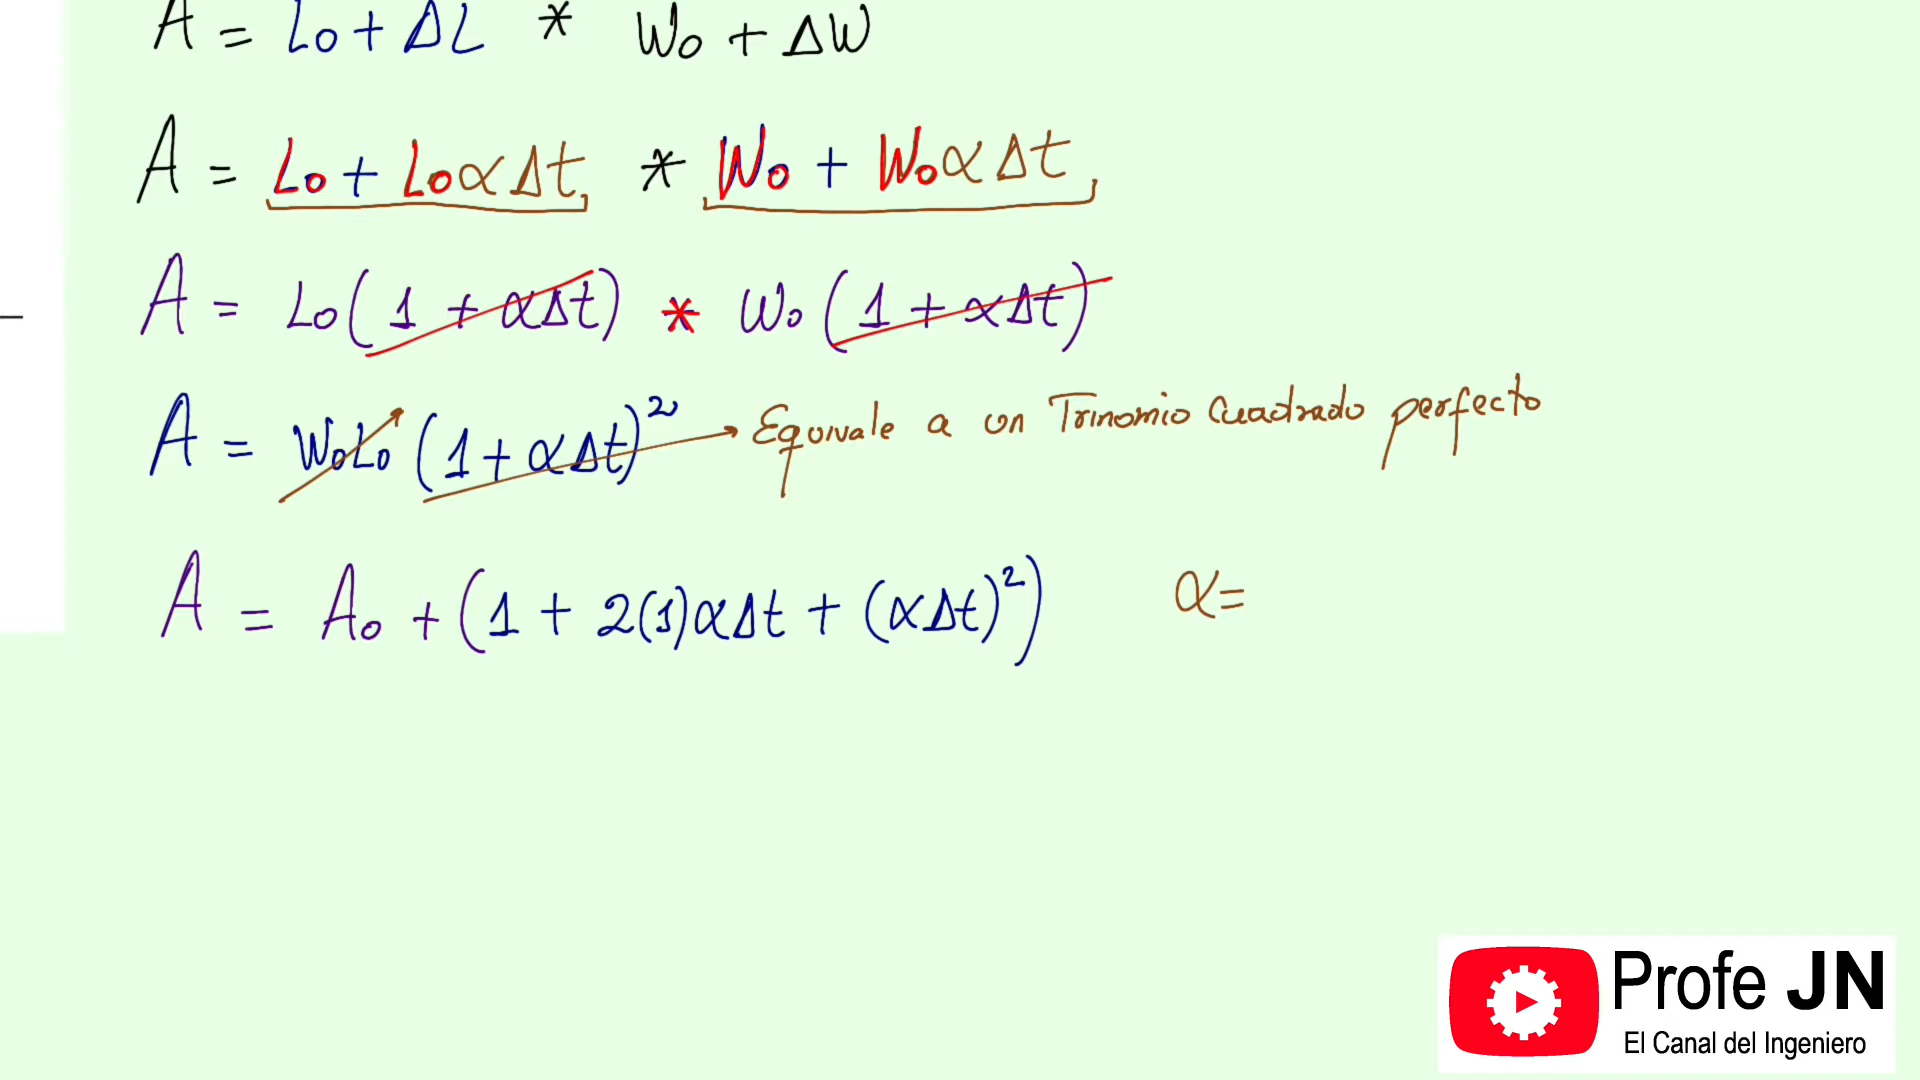 A = Lo + ΔL * Wo + ΔW
A = Lo + LoαΔt * Wo + WoαΔt
A = Lo(1 + αΔt) * Wo(1 + αΔt)
A = WoLo(1 + αΔt)² → Equivale a un Trinomio Cuadrado perfecto
A = Ao + (1 + 2(1)αΔt + (αΔt)²) α=
Profe JN
El Canal del Ingeniero